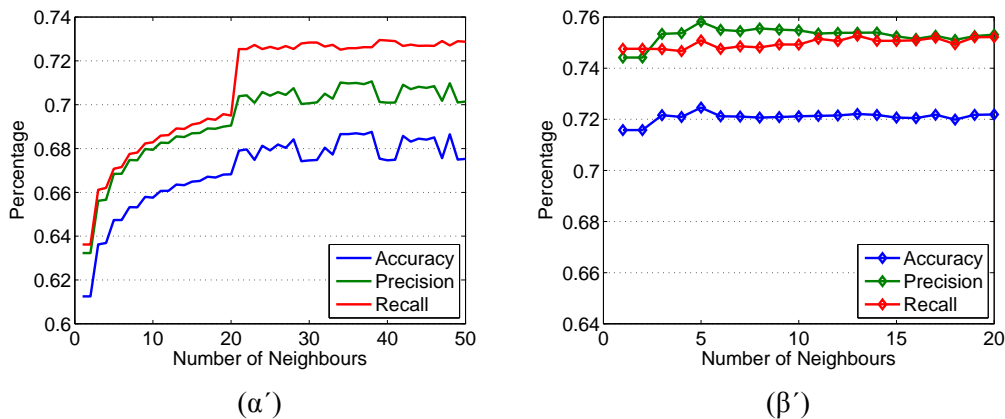 0.74
0.72
0.7
0.68
0.66
0.64
0.62
0.6
0
10
20
30
40
50
Percentage
Number of Neighbours
Accuracy
Precision
Recall
(α΄)
0.76
0.74
0.72
0.7
0.68
0.66
0.64
0
5
10
15
20
Percentage
Number of Neighbours
Accuracy
Precision
Recall
(β΄)